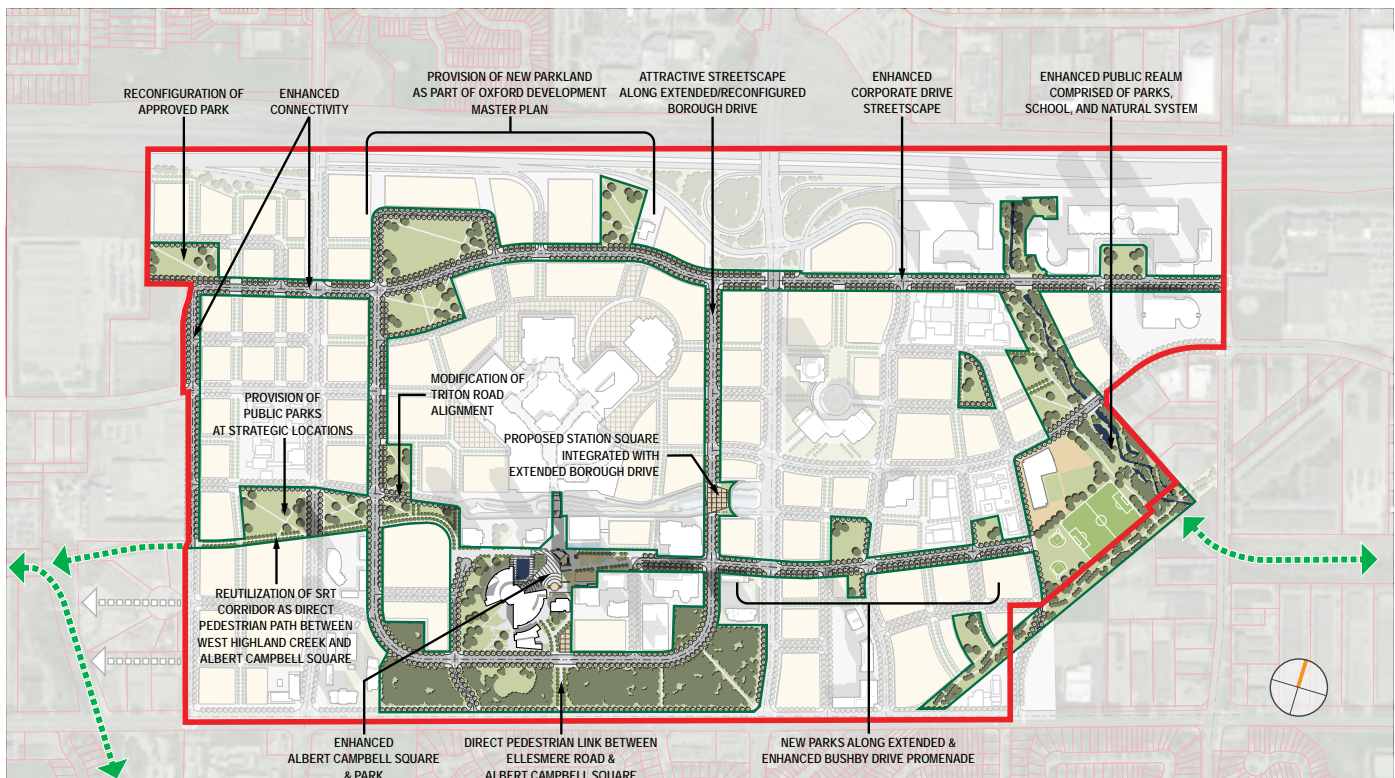 RECONFIGURATION OF
APPROVED PARK
ENHANCED
CONNECTIVITY
PROVISION OF NEW PARKLAND
AS PART OF OXFORD DEVELOPMENT
MASTER PLAN
ATTRACTIVE STREETSCAPE
ALONG EXTENDED/RECONFIGURED
BOROUGH DRIVE
ENHANCED
CORPORATE DRIVE
STREETSCAPE
ENHANCED PUBLIC REALM
COMPRISED OF PARKS,
SCHOOL, AND NATURAL SYSTEM
MODIFICATION OF
TRITON ROAD
ALIGNMENT
PROVISION OF
PUBLIC PARKS
AT STRATEGIC LOCATIONS
PROPOSED STATION SQUARE
INTEGRATED WITH
EXTENDED BOROUGH DRIVE
REUTILIZATION OF SRT
CORRIDOR AS DIRECT
PEDESTRIAN PATH BETWEEN
WEST HIGHLAND CREEK AND
ALBERT CAMPBELL SQUARE
ENHANCED
ALBERT CAMPBELL SQUARE
& PARK
DIRECT PEDESTRIAN LINK BETWEEN
ELLESMERE ROAD &
ALBERT CAMPBELL SQUARE
NEW PARKS ALONG EXTENDED &
ENHANCED BUSHBY DRIVE PROMENADE